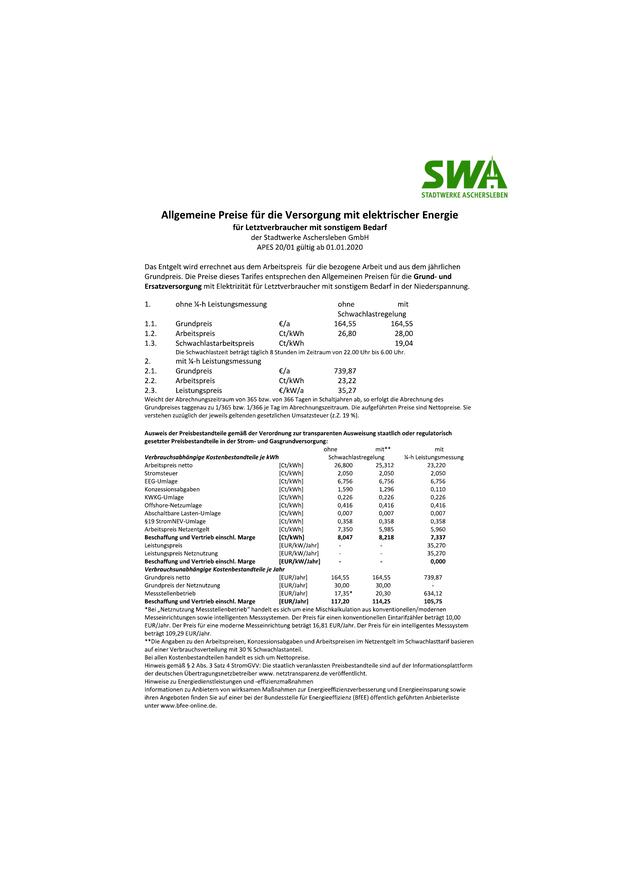 SWA
STADTWERKE ASCHERSLEBEN
Allgemeine Preise für die Versorgung mit elektrischer Energie
für Letztverbraucher mit sonstigem Bedarf
der Stadtwerke Aschersleben GmbH
APES 20/01 gültig ab 01.01.2020
Das Entgelt wird errechnet aus dem Arbeitspreis für die bezogene Arbeit und aus dem jährlichen
Grundpreis. Die Preise dieses Tarifes entsprechen den Allgemeinen Preisen für die Grund- und
Ersatzversorgung mit Elektrizität für Letztverbraucher mit sonstigem Bedarf in der Niederspannung.
1. ohne ¼-h Leistungsmessung ohne mit
Schwachlastregelung
1.1. Grundpreis €/a 164,55 164,55
1.2. Arbeitspreis Ct/kWh 26,80 28,00
1.3. Schwachlastarbeitspreis Ct/kWh 19,04
Die Schwachlastzeit beträgt täglich 8 Stunden im Zeitraum von 22.00 Uhr bis 6.00 Uhr.
2. mit ¼-h Leistungsmessung
2.1. Grundpreis €/a 739,87
2.2. Arbeitspreis Ct/kWh 23,22
2.3. Leistungspreis €/kW/a 35,27
Weicht der Abrechnungszeitraum von 365 bzw. von 366 Tagen in Schaltjahren ab, so erfolgt die Abrechnung des
Grundpreises taggenau zu 1/365 bzw. 1/366 je Tag im Abrechnungszeitraum. Die aufgeführten Preise sind Nettopreise. Sie
verstehen sich zuzüglich der jeweils geltenden gesetzlichen Umsatzsteuer (z.Z. 19 %).
Ausweis der Preisbestandteile gemäß der Verordnung zur transparenten Ausweisung staatlich oder regulatorisch
gesetzter Preisbestandteile in der Strom- und Gasgrundversorgung:
ohne mit** mit
Verbrauchsabhängige Kostenbestandteile je kWh Schwachlastregelung ¼-h Leistungsmessung
Arbeitspreis netto [Ct/kWh] 26,800 25,312 23,220
Stromsteuer [Ct/kWh] 2,050 2,050 2,050
EEG-Umlage [Ct/kWh] 6,756 6,756 6,756
Konzessionsabgaben [Ct/kWh] 1,590 1,296 0,110
KWKG-Umlage [Ct/kWh] 0,226 0,226 0,226
Offshore-Netzumlage [Ct/kWh] 0,416 0,416 0,416
Abschaltbare Lasten-Umlage [Ct/kWh] 0,007 0,007 0,007
§19 StromNEV-Umlage [Ct/kWh] 0,358 0,358 0,358
Arbeitspreis Netzentgelt [Ct/kWh] 7,350 5,985 5,960
Beschaffung und Vertrieb einschl. Marge [Ct/kWh] 8,047 8,218 7,337
Leistungspreis [EUR/kW/Jahr] - - 35,270
Leistungspreis Netznutzung [EUR/kW/Jahr] - - 35,270
Beschaffung und Vertrieb einschl. Marge [EUR/kW/Jahr] - - 0,000
Verbrauchsunabhängige Kostenbestandteile je Jahr
Grundpreis netto [EUR/Jahr] 164,55 164,55 739,87
Grundpreis der Netznutzung [EUR/Jahr] 30,00 30,00 -
Messstellenbetrieb [EUR/Jahr] 17,35* 20,30 634,12
Beschaffung und Vertrieb einschl. Marge [EUR/Jahr] 117,20 114,25 105,75
*Bei „Netznutzung Messstellenbetrieb" handelt es sich um eine Mischkalkulation aus konventionellen/modernen
Messeinrichtungen sowie intelligenten Messsystemen. Der Preis für einen konventionellen Eintarifzähler beträgt 10,00
EUR/Jahr. Der Preis für eine moderne Messeinrichtung beträgt 16,81 EUR/Jahr. Der Preis für ein intelligentes Messsystem
beträgt 109,29 EUR/Jahr.
**Die Angaben zu den Arbeitspreisen, Konzessionsabgaben und Arbeitspreisen im Netzentgelt im Schwachlasttarif basieren
auf einer Verbrauchsverteilung mit 30 % Schwachlastanteil.
Bei allen Kostenbestandteilen handelt es sich um Nettopreise.
Hinweis gemäß § 2 Abs. 3 Satz 4 StromGVV: Die staatlich veranlassten Preisbestandteile sind auf der Informationsplattform
der deutschen Übertragungsnetzbetreiber www. netztransparenz.de veröffentlicht.
Hinweise zu Energiedienstleistungen und -effizienzmaßnahmen
Informationen zu Anbietern von wirksamen Maßnahmen zur Energieeffizienzverbesserung und Energieeinsparung sowie
ihren Angeboten finden Sie auf einer bei der Bundesstelle für Energieeffizienz (BfEE) öffentlich geführten Anbieterliste
unter www.bfee-online.de.